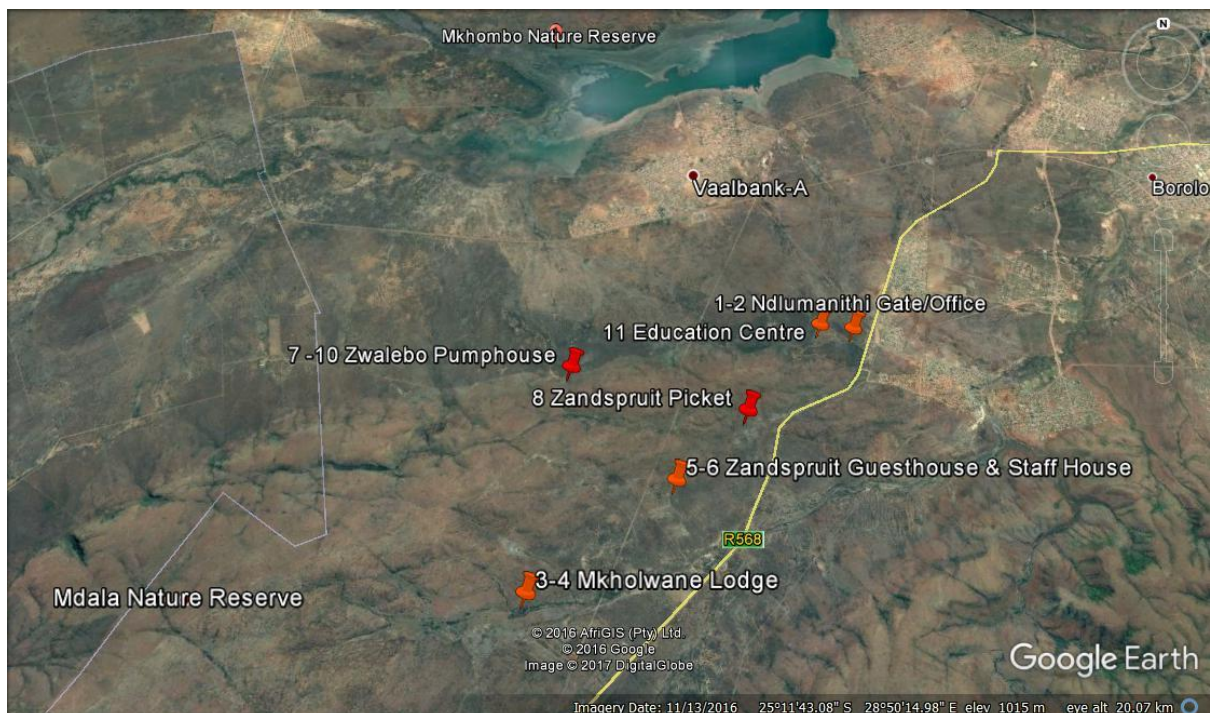 N
Mkhombo Nature Reserve
Vaalbank-A
Borolo
1-2 Ndlumanithi Gate/Office
11 Education Centre
7 -10 Zwalebo Pumphouse
8 Zandspruit Picket
5-6 Zandspruit Guesthouse & Staff House
R568
3-4 Mkholwane Lodge
Mdala Nature Reserve
© 2016 AfriGIS (Pty) Ltd.
© 2016 Google
Image © 2017 DigitalGlobe
Google Earth
Imagery Date: 11/13/2016 25°11'43.08" S 28°50'14.98" E elev 1015 m eye alt 20.07 km